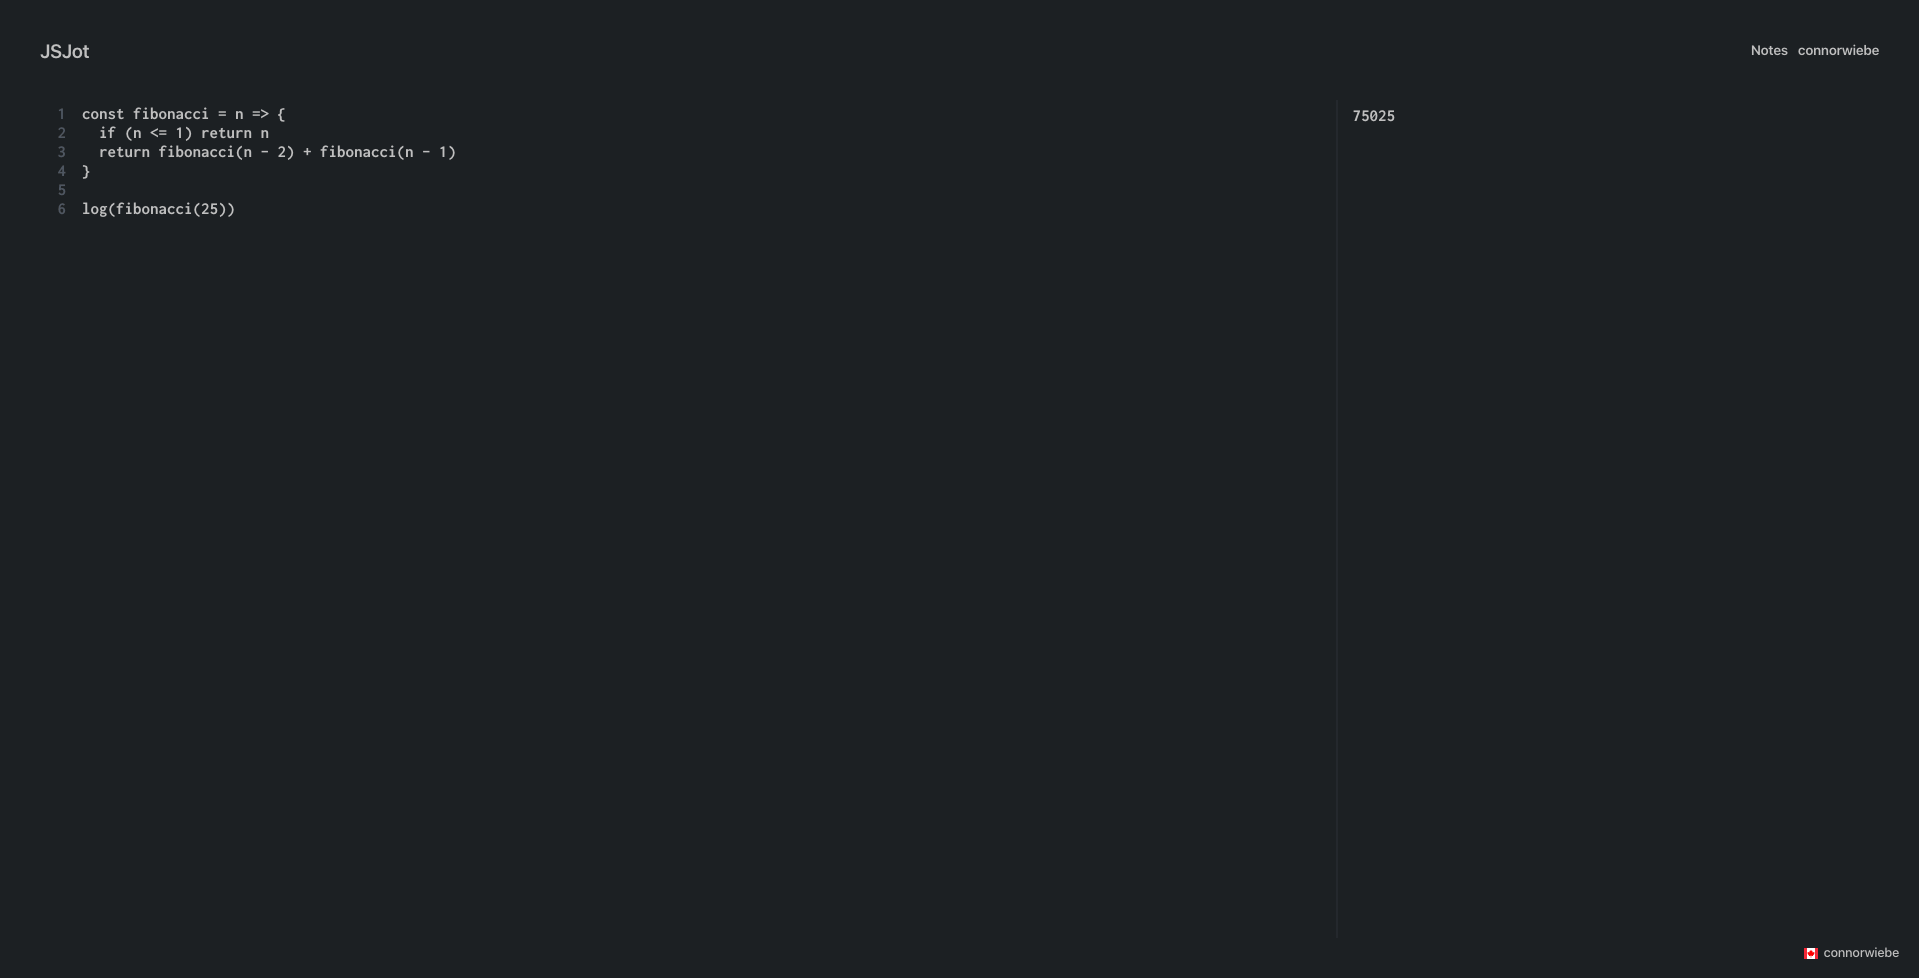 JSJot
Notes connorwiebe
1 const fibonacci = n => {
2   if (n <= 1) return n
3   return fibonacci(n - 2) + fibonacci(n - 1)
4 }
5
6 log(fibonacci(25))
75025
connorwiebe